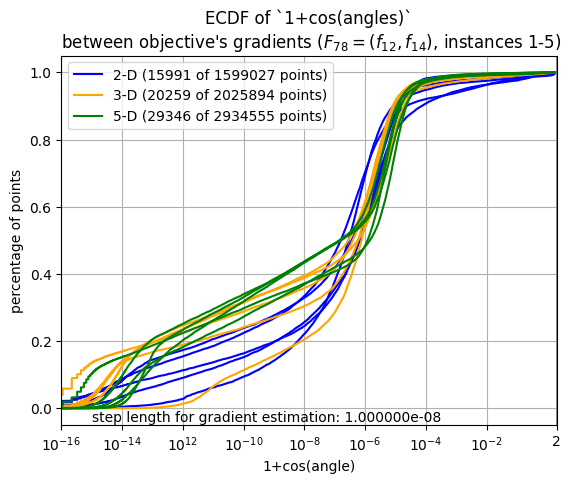 ECDF of `1+cos(angles)`
between objective's gradients (F₇₈ = (f₁₂, f₁₄), instances 1-5)
2-D (15991 of 1599027 points)
3-D (20259 of 2025894 points)
5-D (29346 of 2934555 points)
percentage of points
1.0
0.8
0.6
0.4
0.2
0.0
step length for gradient estimation: 1.000000e-08
10⁻¹⁶ 10⁻¹⁴ 10⁻¹² 10⁻¹⁰ 10⁻⁸ 10⁻⁶ 10⁻⁴ 10⁻² 2
1+cos(angle)